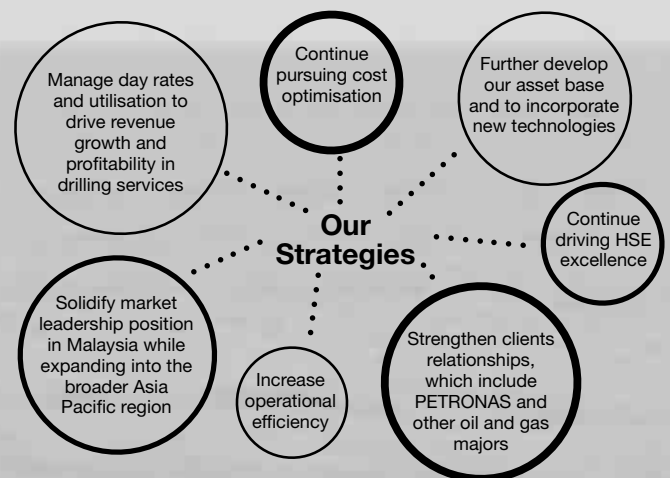 Manage day rates
and utilisation to
drive revenue
growth and
profitability in
drilling services
Continue
pursuing cost
optimisation
Further develop
our asset base
and to incorporate
new technologies
Our
Strategies
Continue
driving HSE
excellence
Solidify market
leadership position
in Malaysia while
expanding into the
broader Asia
Pacific region
Increase
operational
efficiency
Strengthen clients
relationships,
which include
PETRONAS and
other oil and gas
majors